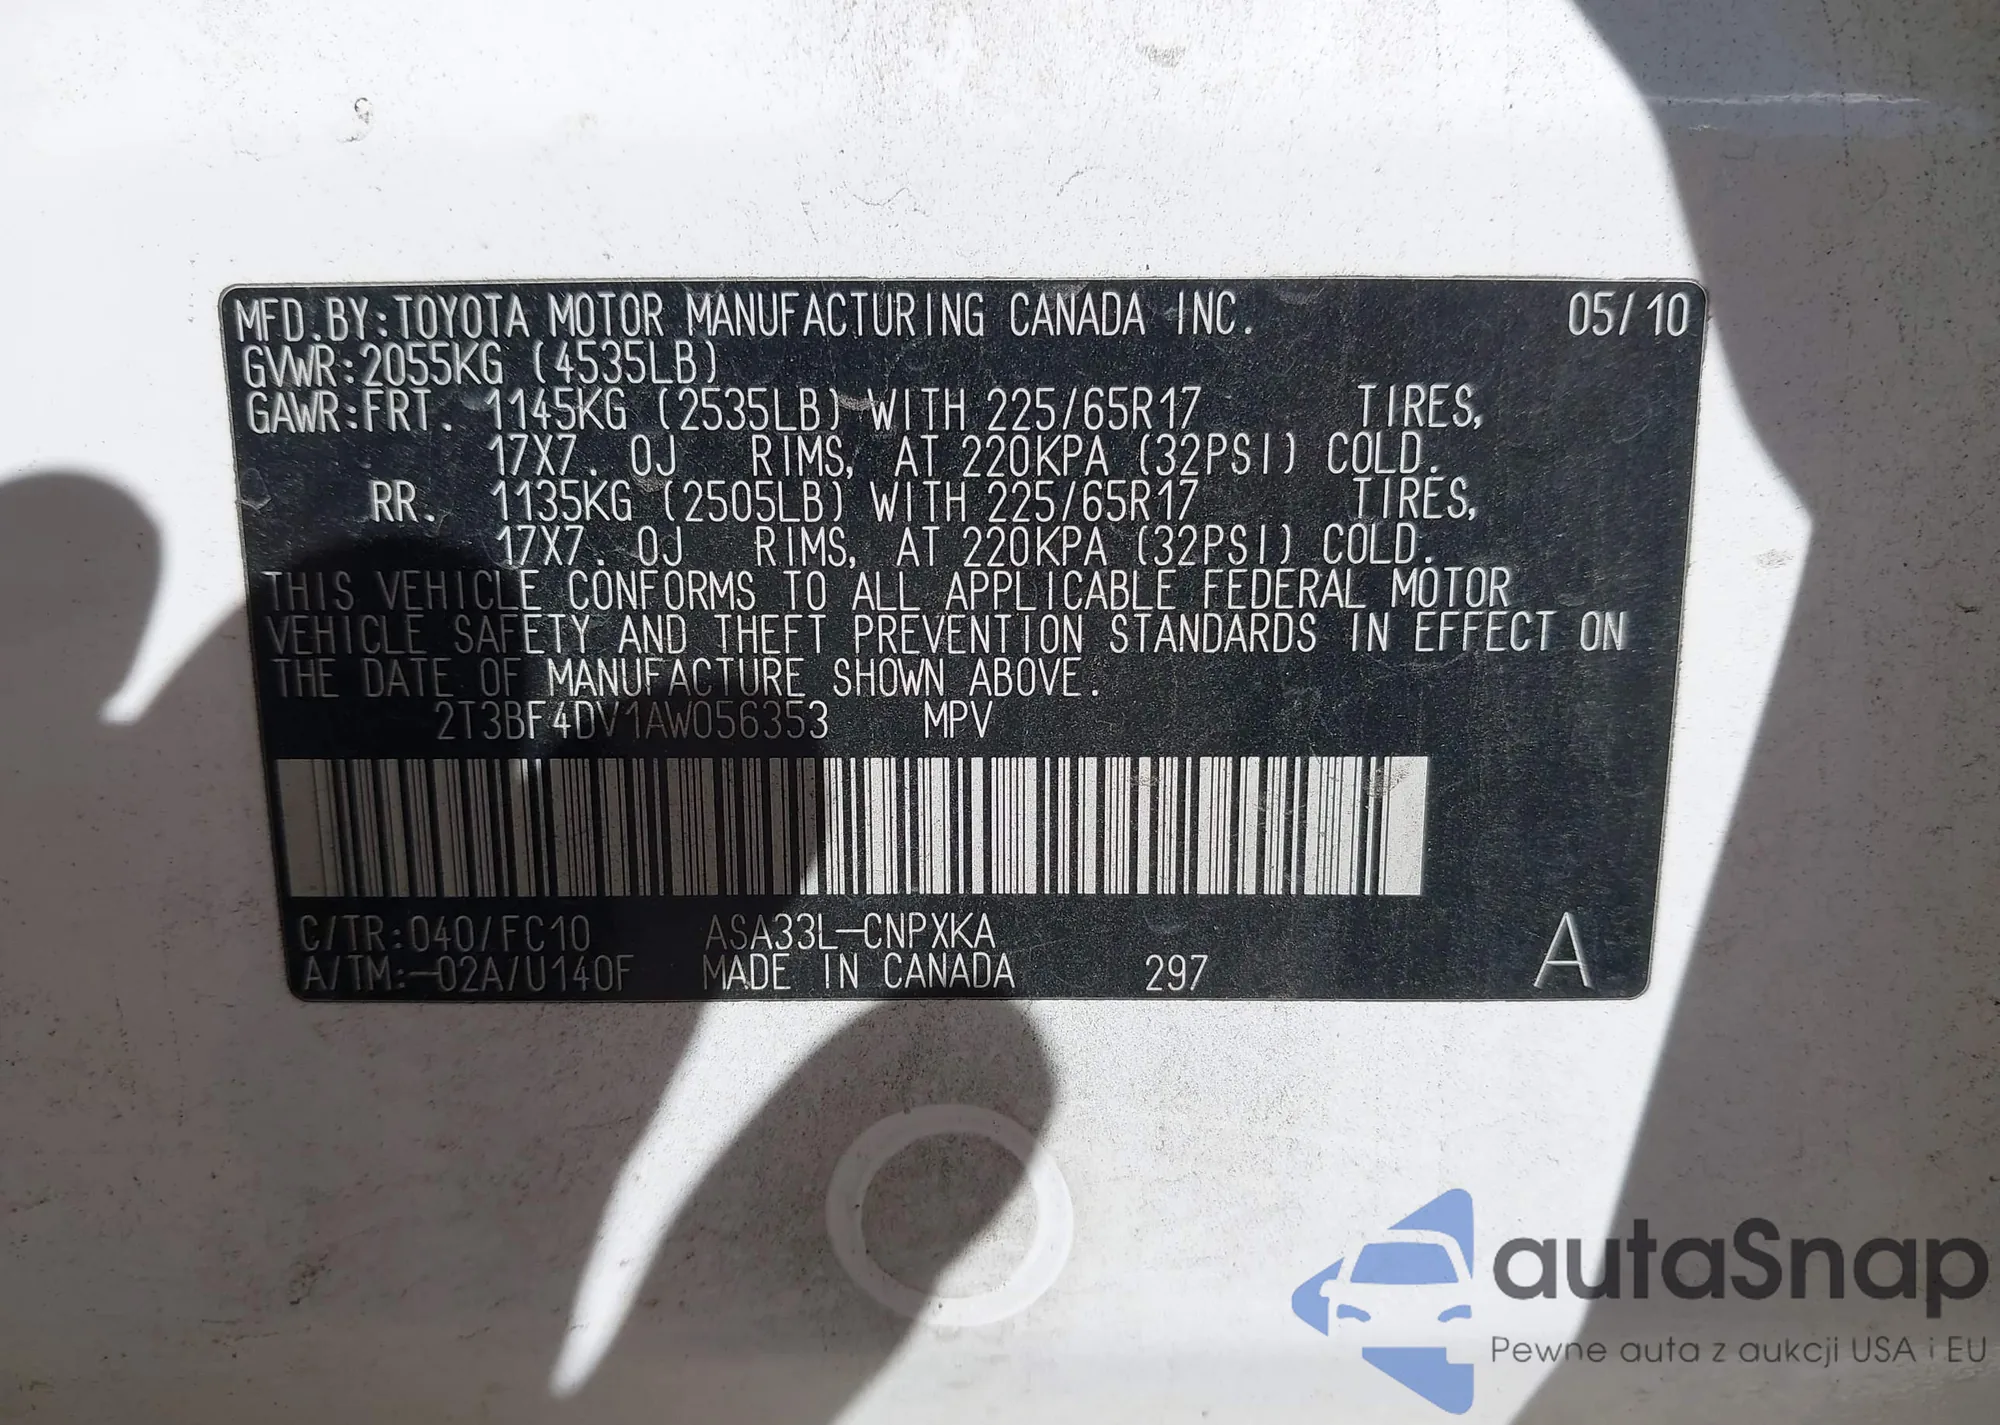 MFD.BY:TOYOTA MOTOR MANUFACTURING CANADA INC. 05/10
GVWR:2055KG (4535LB)
GAWR:FRT. 1145KG (2535LB) WITH 225/65R17 TIRES,
17X7.0J RIMS, AT 220KPA (32PSI) COLD.
RR. 1135KG (2505LB) WITH 225/65R17 TIRES,
17X7.0J RIMS, AT 220KPA (32PSI) COLD.
THIS VEHICLE CONFORMS TO ALL APPLICABLE FEDERAL MOTOR
VEHICLE SAFETY AND THEFT PREVENTION STANDARDS IN EFFECT ON
THE DATE OF MANUFACTURE SHOWN ABOVE.
2T3BF4DV1AW056353 MPV
C/TR:040/FC10 ASA33L-CNPXKA A
A/TM:-02A/U140F MADE IN CANADA 297
autaSnap
Pewne auta z aukcji USA i EU